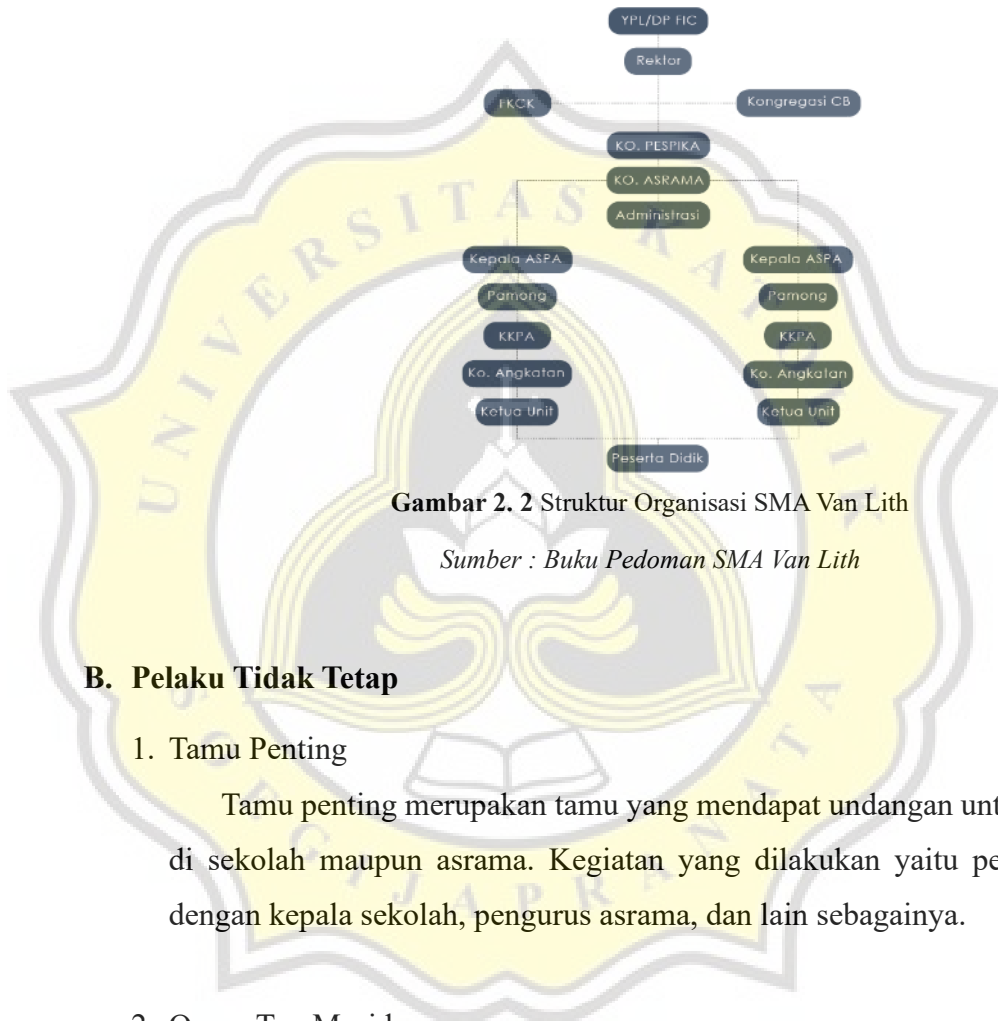 YPL/DP FIC
Rektor
FKCK
Kongregasi CB
KO. PESPIKA
KO. ASRAMA
Administrasi
Kepala ASPA
Kepala ASPA
Pamong
Pamong
KKPA
KKPA
Ko. Angkatan
Ko. Angkatan
Ketua Unit
Ketua Unit
Peserta Didik
UNIVERSITAS KATOLIK
SOEGIJAPRANATA
Gambar 2. 2 Struktur Organisasi SMA Van Lith
Sumber : Buku Pedoman SMA Van Lith
B. Pelaku Tidak Tetap
1. Tamu Penting
Tamu penting merupakan tamu yang mendapat undangan
di sekolah maupun asrama. Kegiatan yang dilakukan yaitu
dengan kepala sekolah, pengurus asrama, dan lain sebagainya.